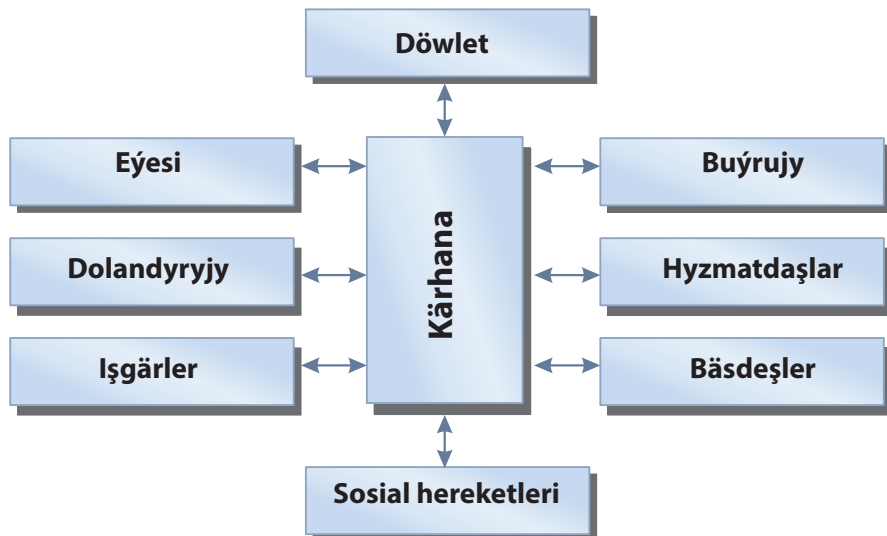 Döwlet
Eýesi
Dolandyryjy
Işgärler
Kärhana
Buýrujy
Hyzmatdaşlar
Bäsdeşler
Sosial hereketleri